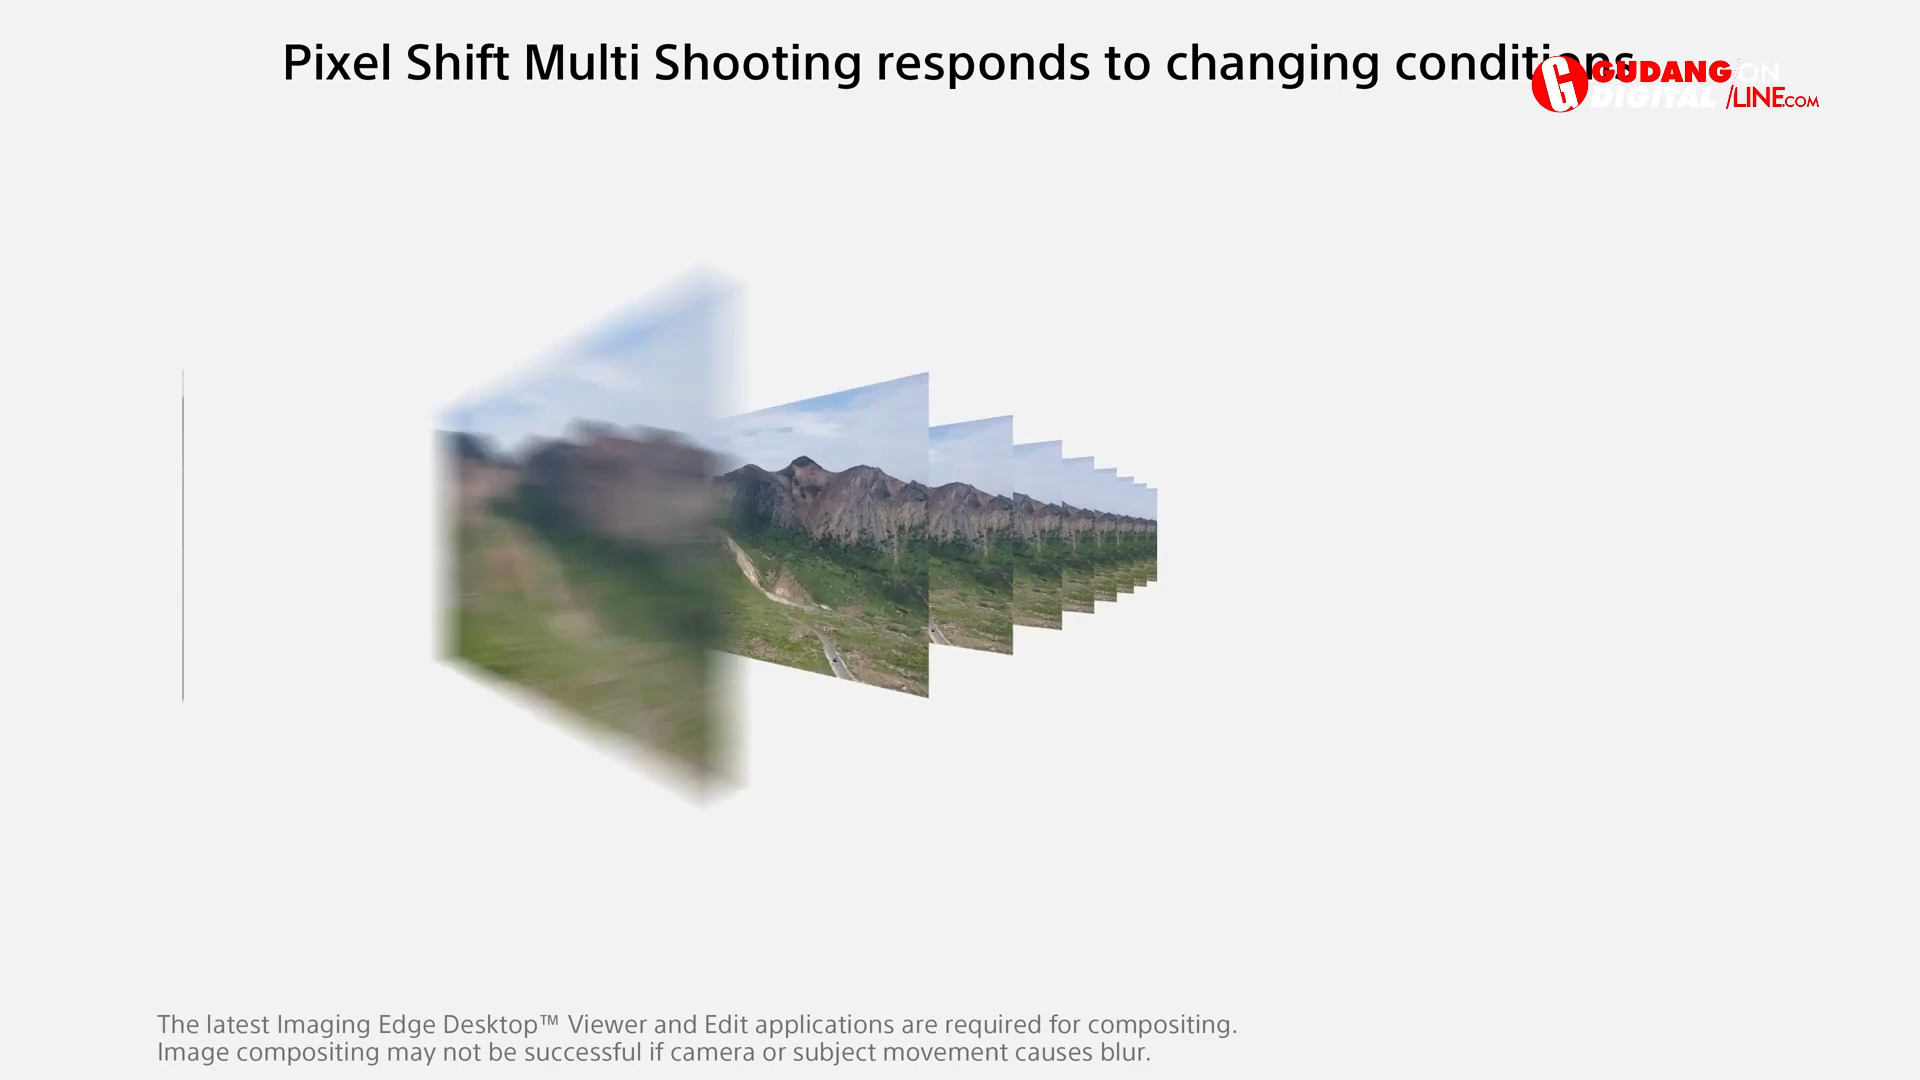 Pixel Shift Multi Shooting responds to changing conditions
GUDANG ON
DIGITAL /LINE.COM
The latest Imaging Edge Desktop™ Viewer and Edit applications are required for compositing.
Image compositing may not be successful if camera or subject movement causes blur.